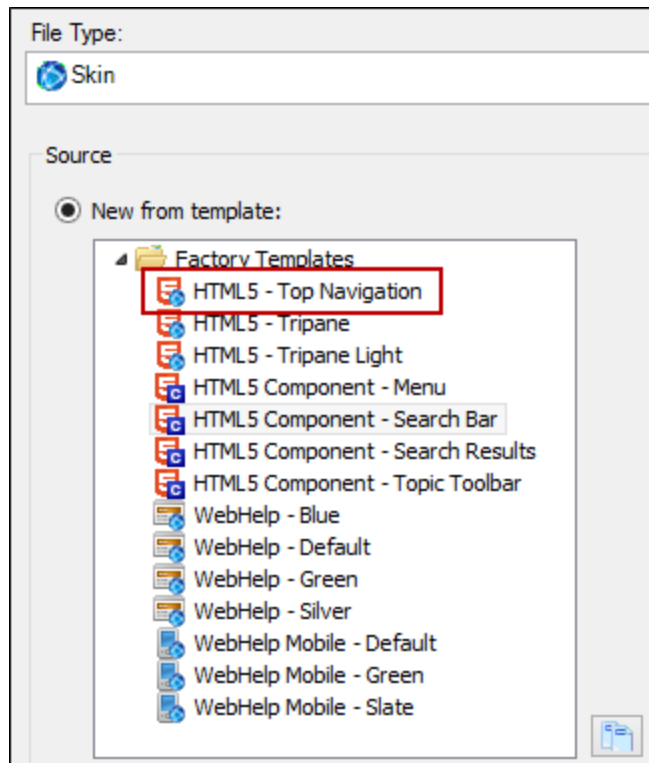 File Type:
Skin
Source
New from template:
Factory Templates
HTML5 - Top Navigation
HTML5 - Tripane
HTML5 - Tripane Light
HTML5 Component - Menu
HTML5 Component - Search Bar
HTML5 Component - Search Results
HTML5 Component - Topic Toolbar
WebHelp - Blue
WebHelp - Default
WebHelp - Green
WebHelp - Silver
WebHelp Mobile - Default
WebHelp Mobile - Green
WebHelp Mobile - Slate